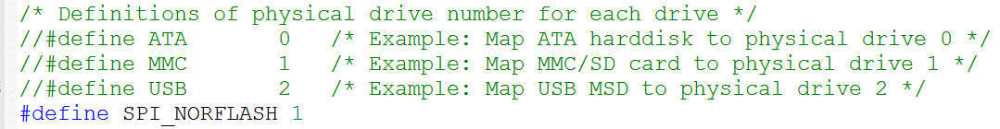 /* Definitions of physical drive number for each drive */
//#define ATA       0   /* Example: Map ATA harddisk to physical drive 0 */
//#define MMC       1   /* Example: Map MMC/SD card to physical drive 1 */
//#define USB       2   /* Example: Map USB MSD to physical drive 2 */
#define SPI_NORFLASH 1